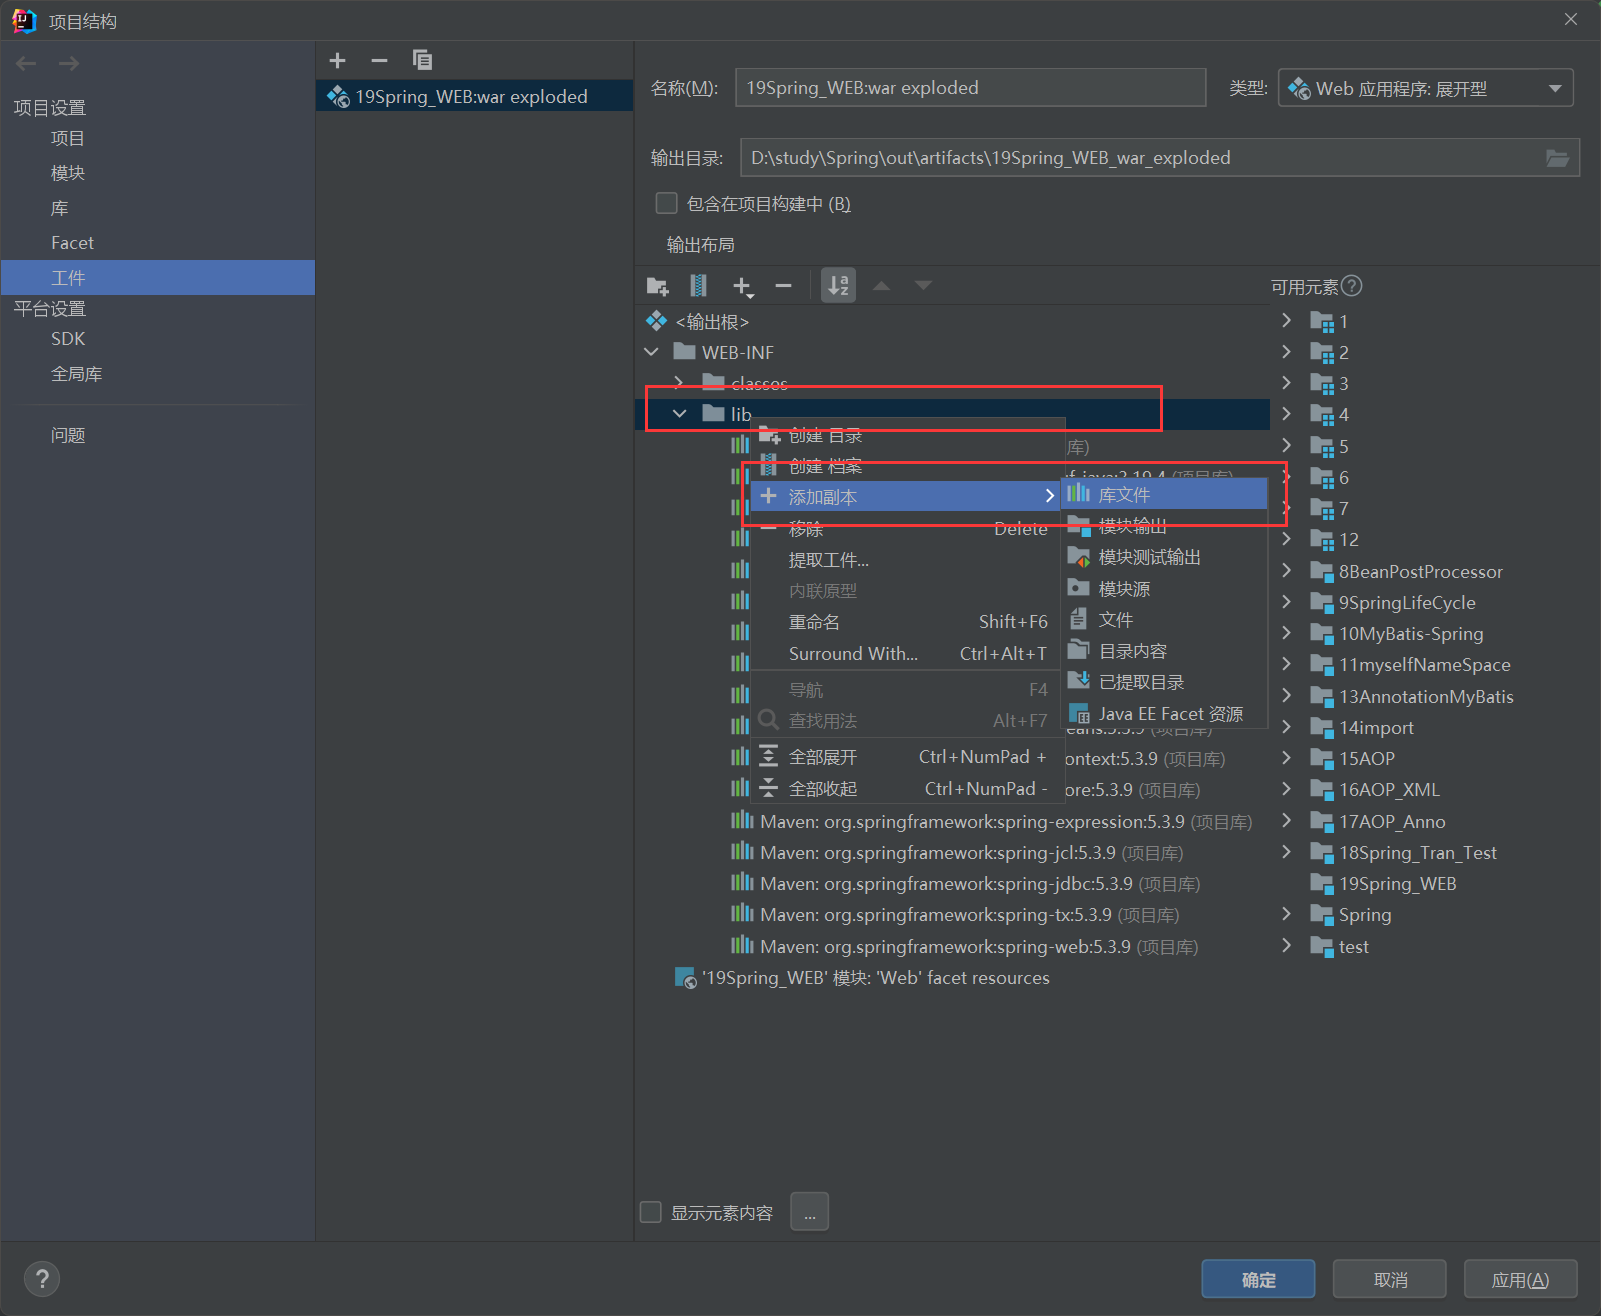 项目结构
项目设置
项目
模块
库
Facet
工件
平台设置
SDK
全局库
问题
19Spring_WEB:war exploded
名称(M):
19Spring_WEB:war exploded
类型:
Web 应用程序: 展开型
输出目录:
D:\study\Spring\out\artifacts\19Spring_WEB_war_exploded
包含在项目构建中 (B)
输出布局
<输出根>
WEB-INF
classes
lib
库)
f-java:3.19.4 (项目库)
eans:5.3.9 (项目库)
ontext:5.3.9 (项目库)
ore:5.3.9 (项目库)
Maven: org.springframework:spring-expression:5.3.9 (项目库)
Maven: org.springframework:spring-jcl:5.3.9 (项目库)
Maven: org.springframework:spring-jdbc:5.3.9 (项目库)
Maven: org.springframework:spring-tx:5.3.9 (项目库)
Maven: org.springframework:spring-web:5.3.9 (项目库)
'19Spring_WEB' 模块: 'Web' facet resources
创建 目录
创建 档案
添加副本
移除 Delete
提取工件...
内联原型
重命名 Shift+F6
Surround With... Ctrl+Alt+T
导航 F4
查找用法 Alt+F7
全部展开 Ctrl+NumPad +
全部收起 Ctrl+NumPad -
库文件
模块输出
模块测试输出
模块源
文件
目录内容
已提取目录
Java EE Facet 资源
可用元素?
1
2
3
4
5
6
7
12
8BeanPostProcessor
9SpringLifeCycle
10MyBatis-Spring
11myselfNameSpace
13AnnotationMyBatis
14import
15AOP
16AOP_XML
17AOP_Anno
18Spring_Tran_Test
19Spring_WEB
Spring
test
显示元素内容
...
?
确定
取消
应用(A)